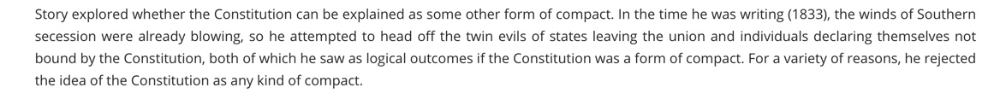 Story explored whether the Constitution can be explained as some other form of compact. In the time he was writing (1833), the winds of Southern
secession were already blowing, so he attempted to head off the twin evils of states leaving the union and individuals declaring themselves not
bound by the Constitution, both of which he saw as logical outcomes if the Constitution was a form of compact. For a variety of reasons, he rejected
the idea of the Constitution as any kind of compact.